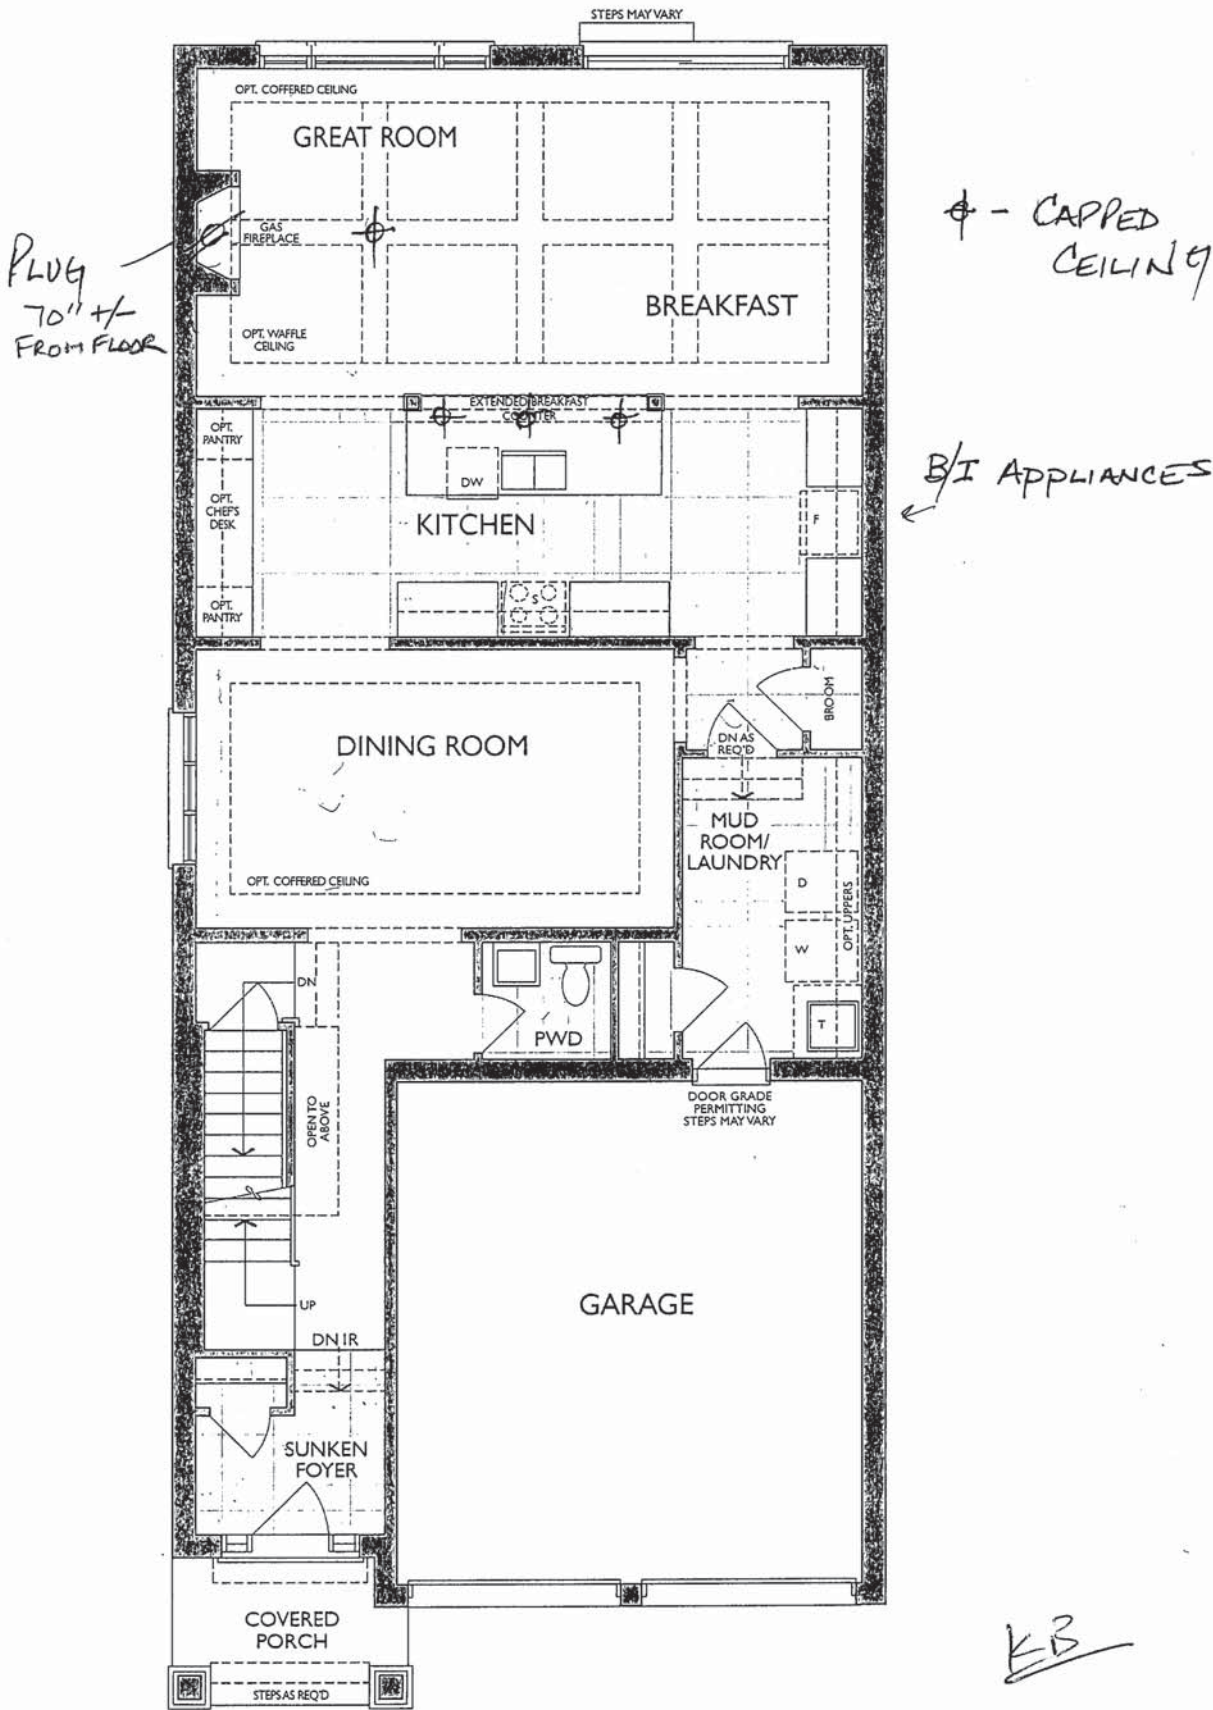 STEPS MAY VARY
OPT. COFFERED CEILING
GREAT ROOM
GAS
FIREPLACE
PLUG
70" +/-
FROM FLOOR
ϕ - CAPPED
CEILING
BREAKFAST
OPT. WAFFLE
CEILING
EXTENDED BREAKFAST
COUNTER
OPT.
PANTRY
DW
B/I APPLIANCES
OPT.
CHEF'S
DESK
KITCHEN
F
S
OPT.
PANTRY
BROOM
DINING ROOM
DN AS
REQ'D
MUD
ROOM/
LAUNDRY
D
OPT. UPPERS
W
OPT. COFFERED CEILING
DN
PWD
T
OPEN TO
ABOVE
DOOR GRADE
PERMITTING
STEPS MAY VARY
GARAGE
UP
DN 1R
SUNKEN
FOYER
COVERED
PORCH
STEPS AS REQ'D
KB